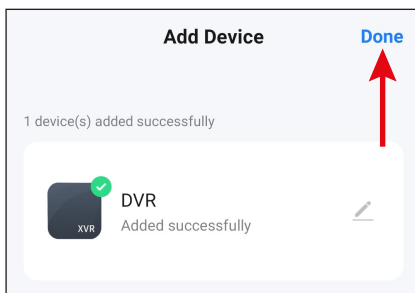 Add Device
Done
1 device(s) added successfully
XVR
DVR
Added successfully